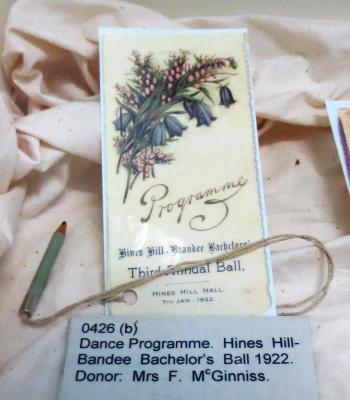 Programme
Hines Hill-Baandee Bachelors'
Third Annual Ball,
HINES HILL HALL.
7TH JAN. 1922
0426 (b)
Dance Programme. Hines Hill-
Bandee Bachelor's Ball 1922.
Donor: Mrs F. McGinniss.